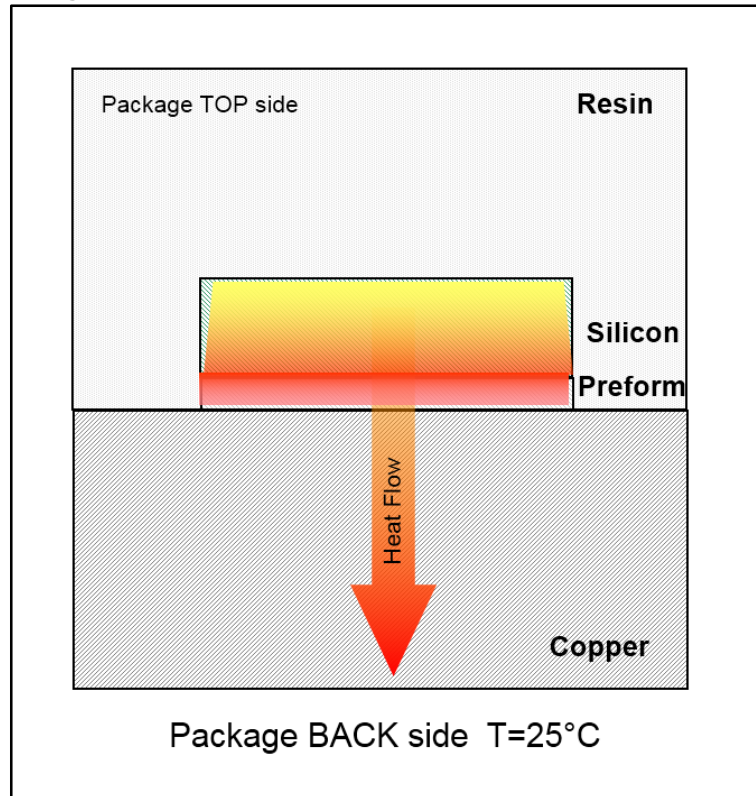 Package TOP side
Resin
Silicon
Preform
Heat Flow
Copper
Package BACK side T=25°C